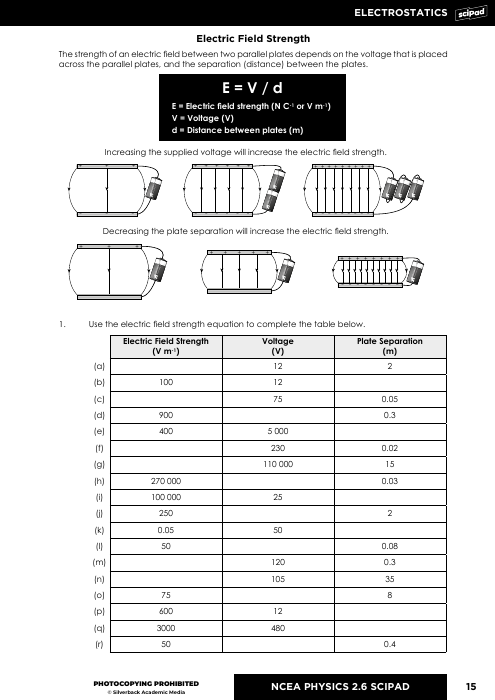 ELECTROSTATICS scipad
Electric Field Strength
The strength of an electric field between two parallel plates depends on the voltage that is placed
across the parallel plates, and the separation (distance) between the plates.
E = V / d
E = Electric field strength (N C⁻¹ or V m⁻¹)
V = Voltage (V)
d = Distance between plates (m)
Increasing the supplied voltage will increase the electric field strength.
Decreasing the plate separation will increase the electric field strength.
1. Use the electric field strength equation to complete the table below.
Electric Field Strength Voltage Plate Separation
(V m⁻¹) (V) (m)
(a) 12 2
(b) 100 12
(c) 75 0.05
(d) 900 0.3
(e) 400 5 000
(f) 230 0.02
(g) 110 000 15
(h) 270 000 0.03
(i) 100 000 25
(j) 250 2
(k) 0.05 50
(l) 50 0.08
(m) 120 0.3
(n) 105 35
(o) 75 8
(p) 600 12
(q) 3000 480
(r) 50 0.4
PHOTOCOPYING PROHIBITED
© Silverback Academic Media
NCEA PHYSICS 2.6 SCIPAD 15